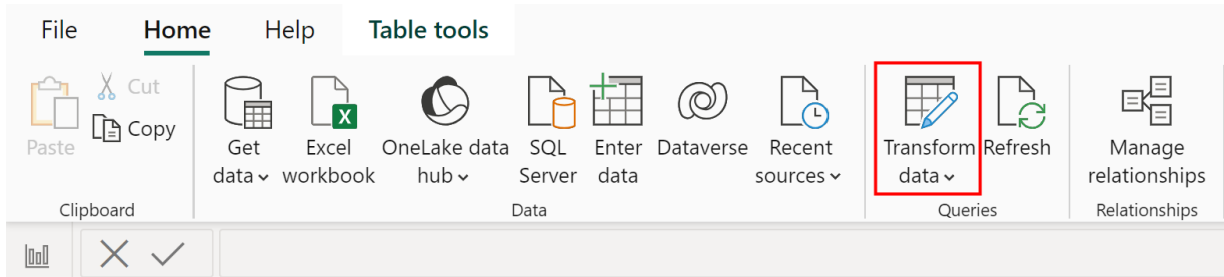 File Home Help Table tools
Paste
Cut
Copy
Get data
Excel workbook
OneLake data hub
SQL Server
Enter data
Dataverse
Recent sources
Transform data
Refresh
Manage relationships
Clipboard
Data
Queries
Relationships